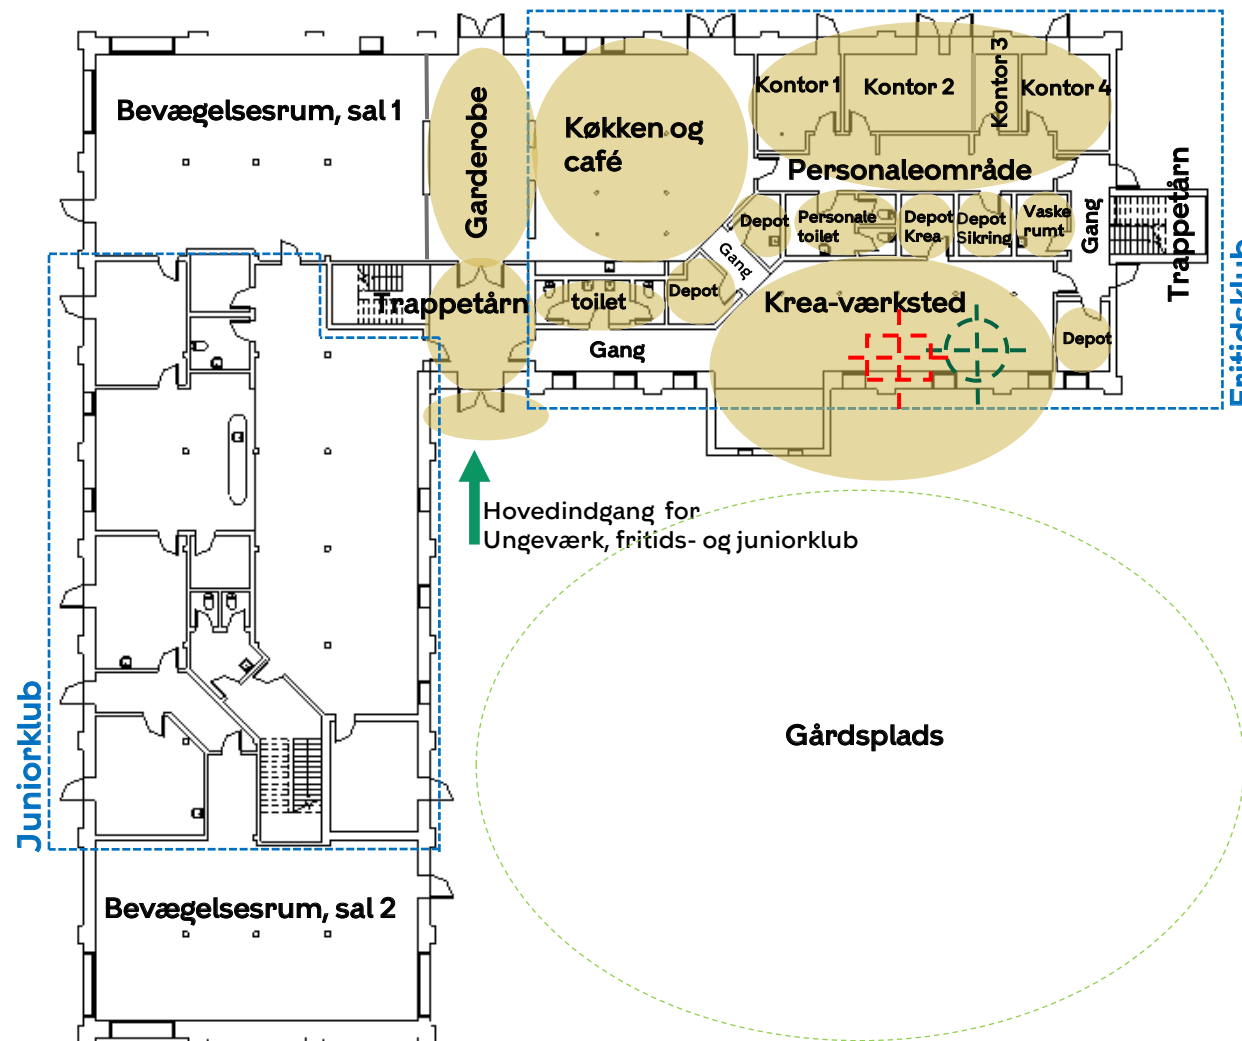 Bevægelsesrum, sal 1
Garderobe
Køkken og
café
Kontor 1
Kontor 2
Kontor 3
Kontor 4
Personaleområde
Depot
Personale
toilet
Depot
Krea
Depot
Sikring
Vaske
rumt
Gang
Trappetårn
Fritidsklub
Gang
Trappetårn
toilet
Depot
Krea-værksted
Gang
Depot
Hovedindgang for
Ungeværk, fritids- og juniorklub
Juniorklub
Gårdsplads
Bevægelsesrum, sal 2